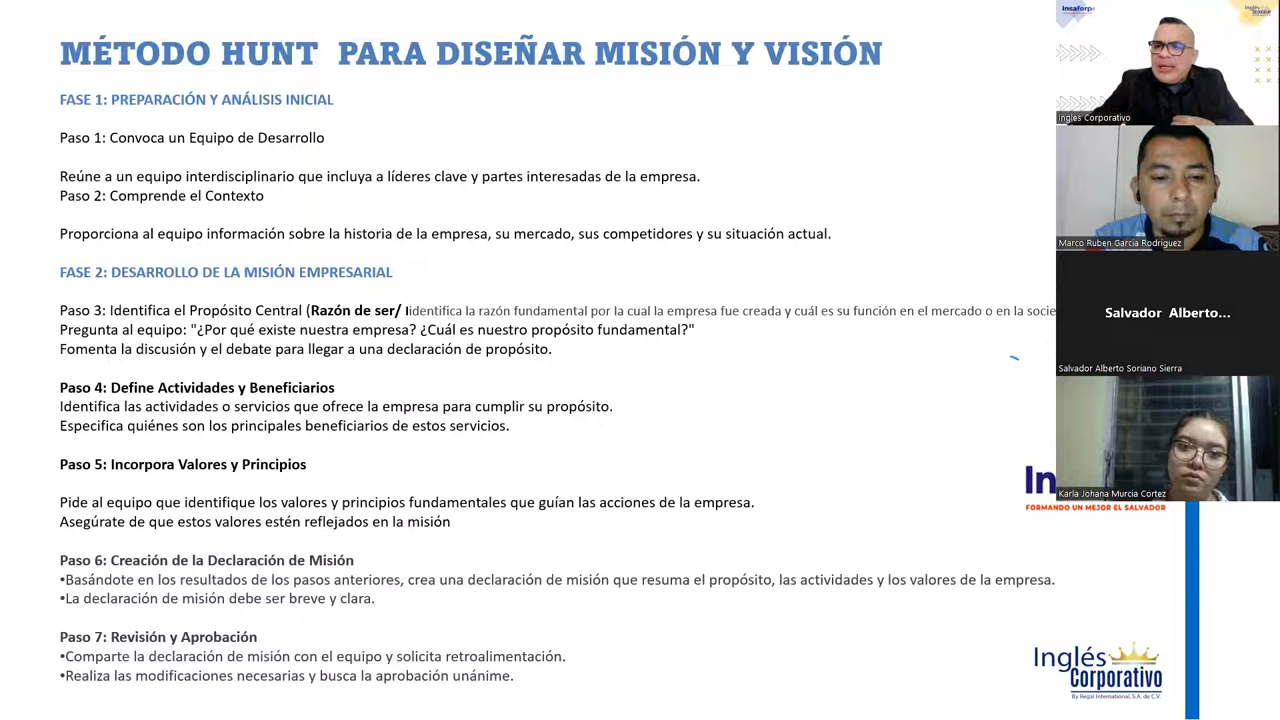 MÉTODO HUNT PARA DISEÑAR MISIÓN Y VISIÓN
FASE 1: PREPARACIÓN Y ANÁLISIS INICIAL
Paso 1: Convoca un Equipo de Desarrollo
Reúne a un equipo interdisciplinario que incluya a líderes clave y partes interesadas de la empresa.
Paso 2: Comprende el Contexto
Proporciona al equipo información sobre la historia de la empresa, su mercado, sus competidores y su situación actual.
FASE 2: DESARROLLO DE LA MISIÓN EMPRESARIAL
Paso 3: Identifica el Propósito Central (Razón de ser/ Iidentifica la razón fundamental por la cual la empresa fue creada y cuál es su función en el mercado o en la socie
Pregunta al equipo: "¿Por qué existe nuestra empresa? ¿Cuál es nuestro propósito fundamental?"
Fomenta la discusión y el debate para llegar a una declaración de propósito.
Paso 4: Define Actividades y Beneficiarios
Identifica las actividades o servicios que ofrece la empresa para cumplir su propósito.
Especifica quiénes son los principales beneficiarios de estos servicios.
Paso 5: Incorpora Valores y Principios
Pide al equipo que identifique los valores y principios fundamentales que guían las acciones de la empresa.
Asegúrate de que estos valores estén reflejados en la misión
Paso 6: Creación de la Declaración de Misión
•Basándote en los resultados de los pasos anteriores, crea una declaración de misión que resuma el propósito, las actividades y los valores de la empresa.
•La declaración de misión debe ser breve y clara.
Paso 7: Revisión y Aprobación
•Comparte la declaración de misión con el equipo y solicita retroalimentación.
•Realiza las modificaciones necesarias y busca la aprobación unánime.
Insaforp
Inglés Corporativo
Marco Ruben Garcia Rodriguez
Salvador Alberto...
Salvador Alberto Soriano Sierra
Karla Johana Murcia Cortez
In
FORMANDO UN MEJOR EL SALVADOR
Inglés
Corporativo
By Regal International, S.A. de C.V.